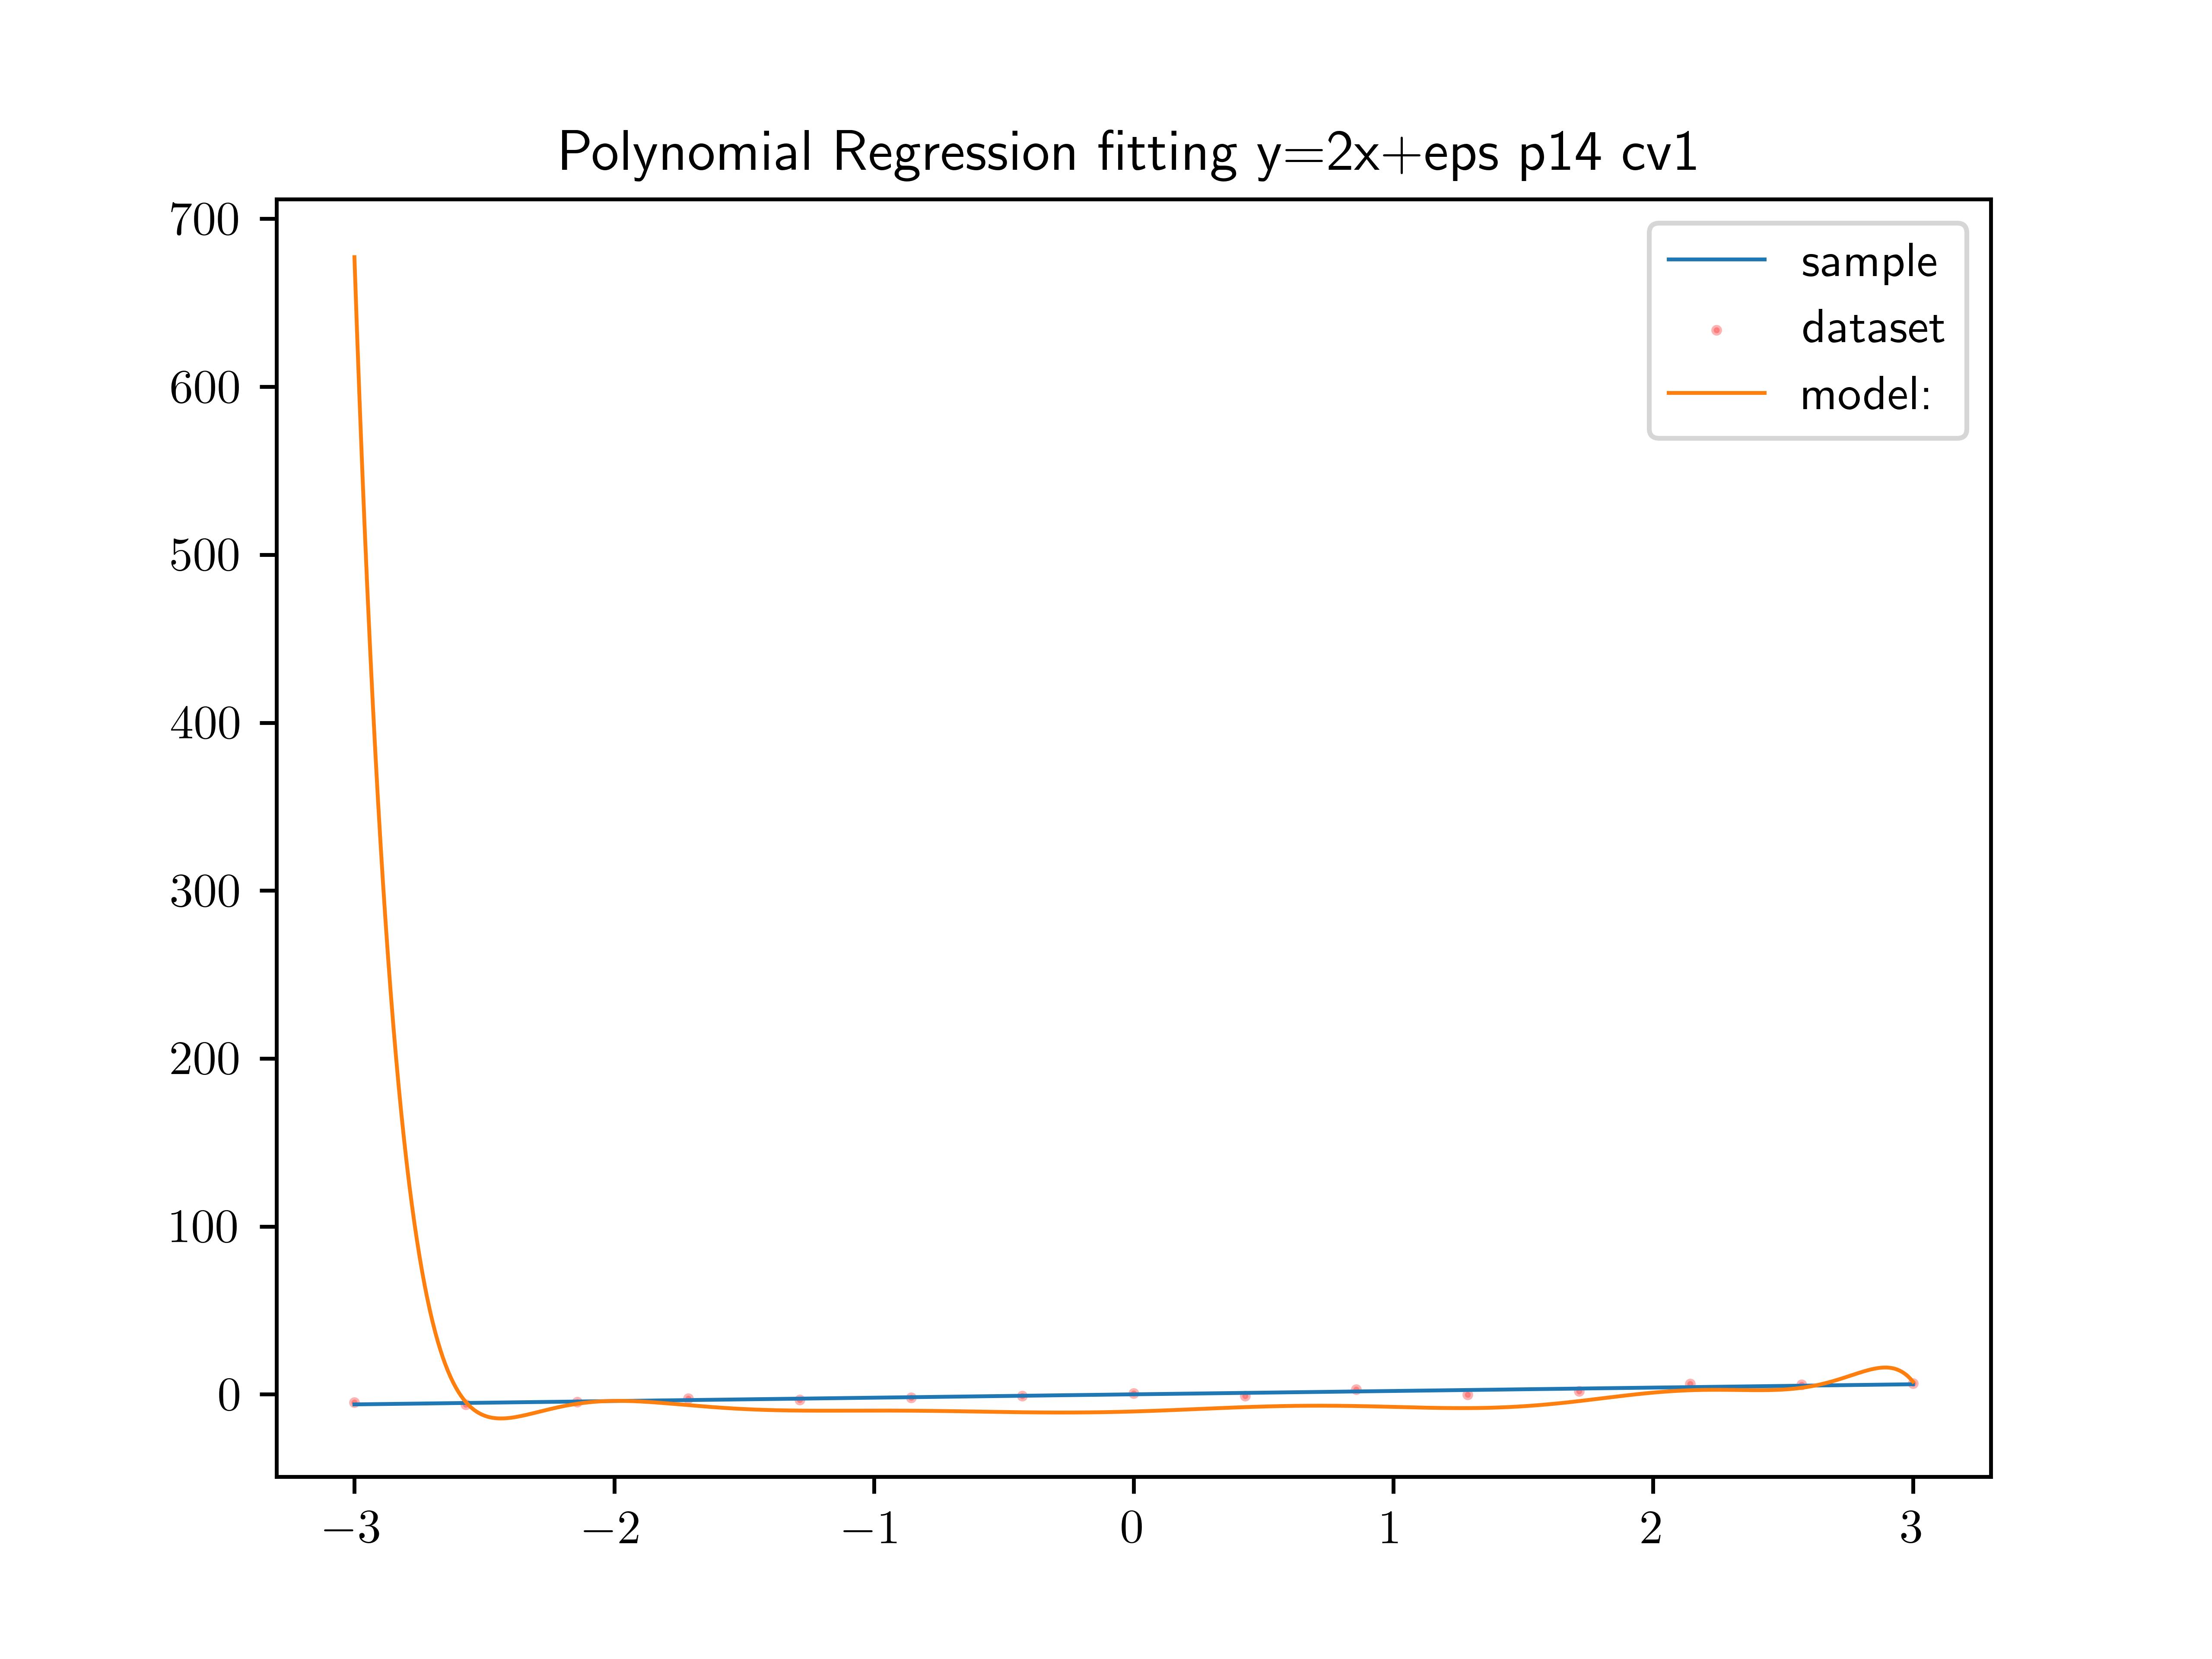 Polynomial Regression fitting y=2x+eps p14 cv1
700
600
500
400
300
200
100
0
sample
dataset
model:
−3 −2 −1 0 1 2 3